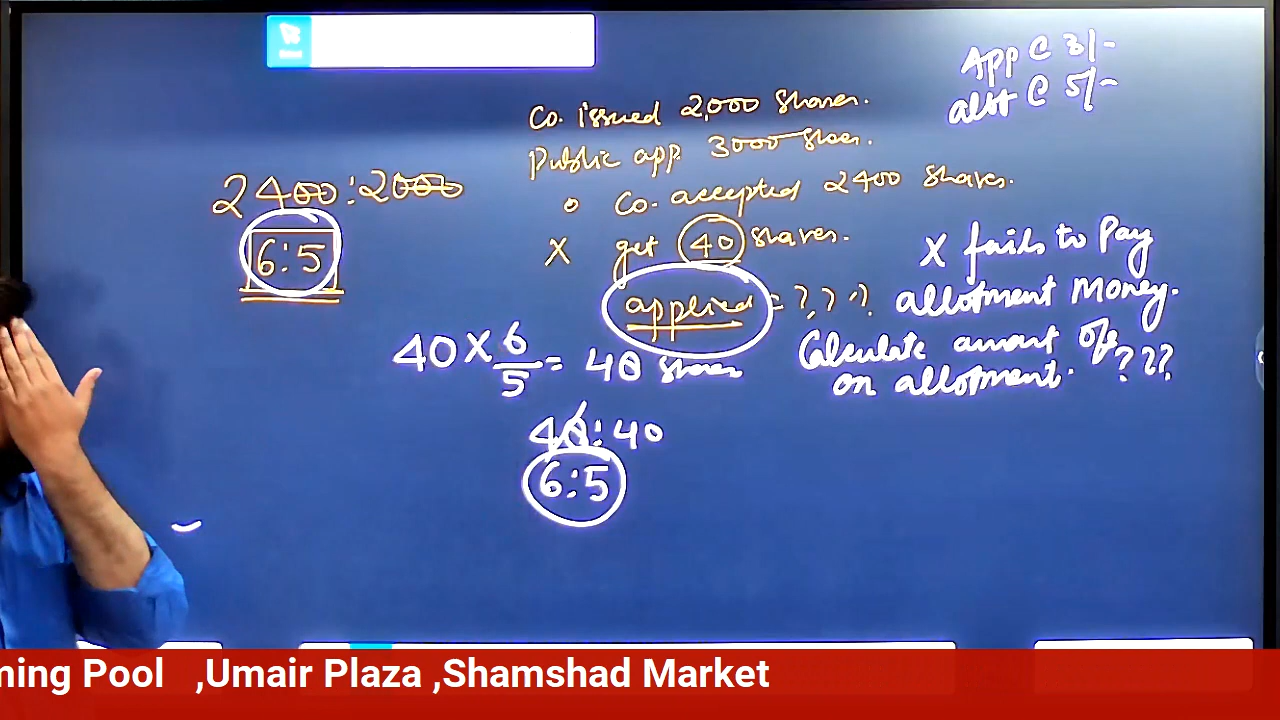 App @ 3/-
allt @ 5/-
Co. issued 2,000 shares.
Public app. 3000 shares.
o Co. accepted 2400 shares.
X get 40 shares.
applied = ? ? ?
2400:2000
6:5
40 X 6/5 = 48 shares
48:40
6:5
X fails to Pay
allotment Money.
Calculate amount
on allotment. ???
ming Pool ,Umair Plaza ,Shamshad Market